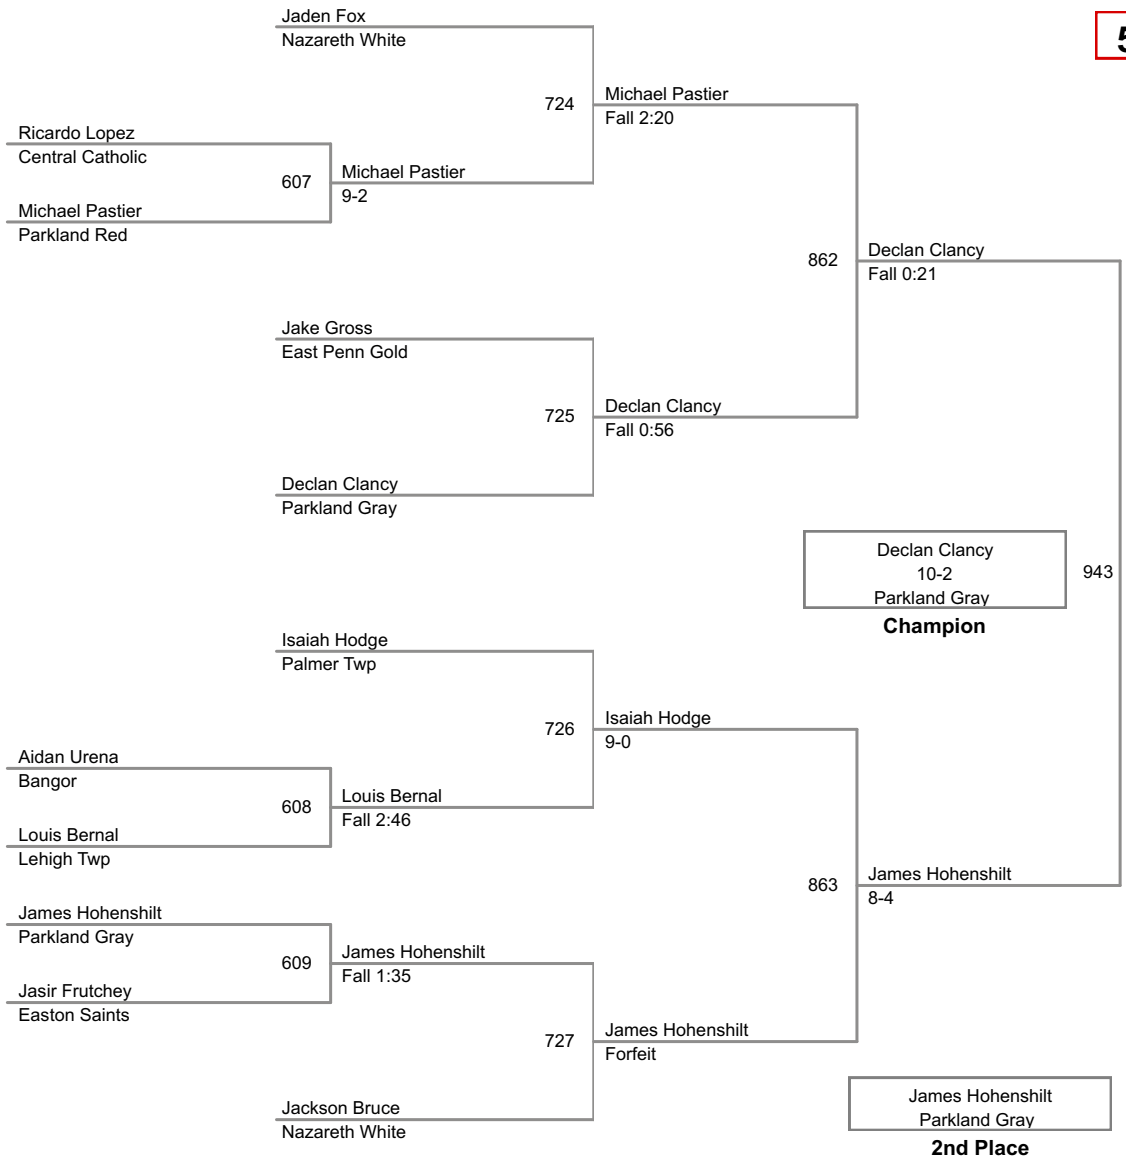 Jaden Fox
Nazareth White
5
724
Michael Pastier
Fall 2:20
Ricardo Lopez
Central Catholic
607
Michael Pastier
9-2
Michael Pastier
Parkland Red
862
Declan Clancy
Fall 0:21
Jake Gross
East Penn Gold
725
Declan Clancy
Fall 0:56
Declan Clancy
Parkland Gray
Declan Clancy
10-2
Parkland Gray
943
Champion
Isaiah Hodge
Palmer Twp
726
Isaiah Hodge
9-0
Aidan Urena
Bangor
608
Louis Bernal
Fall 2:46
Louis Bernal
Lehigh Twp
863
James Hohenshilt
8-4
James Hohenshilt
Parkland Gray
609
James Hohenshilt
Fall 1:35
Jasir Frutchey
Easton Saints
727
James Hohenshilt
Forfeit
Jackson Bruce
Nazareth White
James Hohenshilt
Parkland Gray
2nd Place